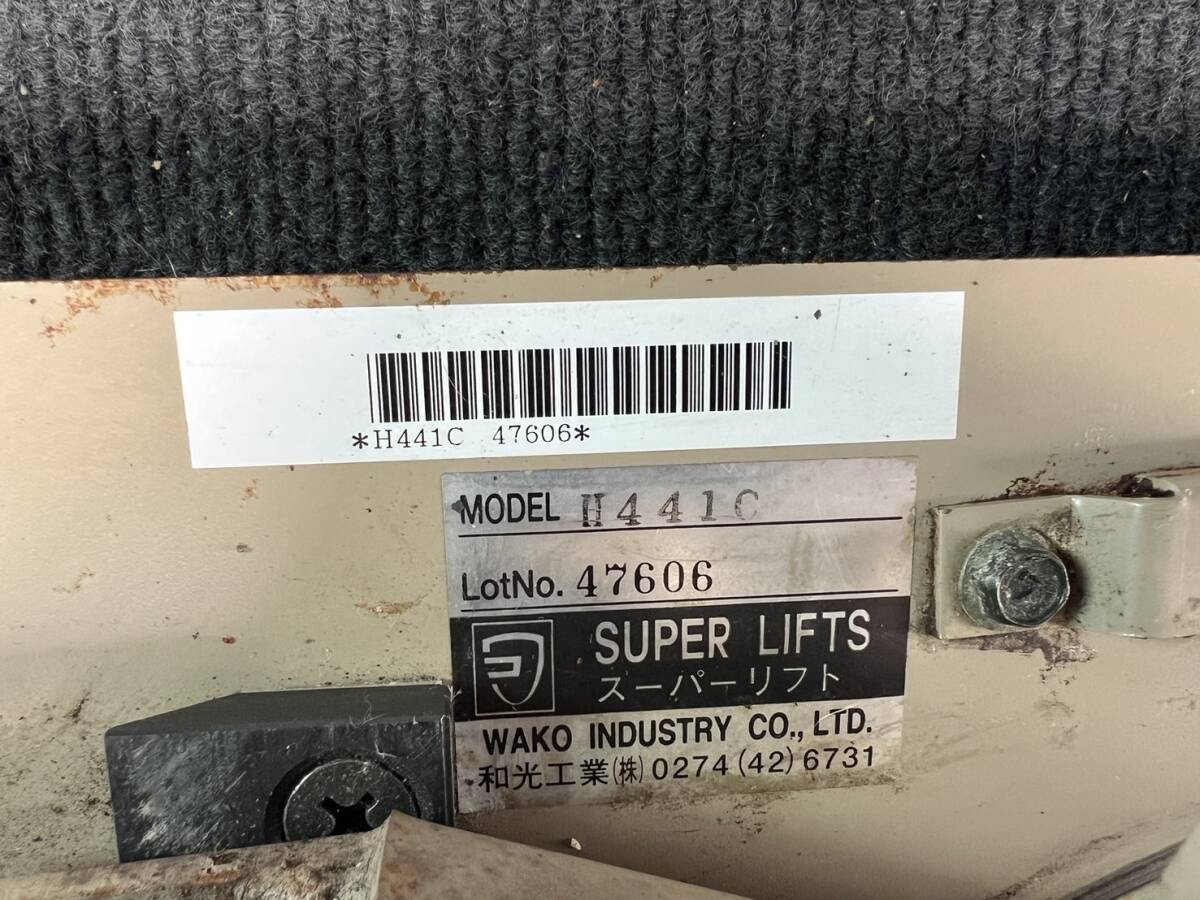 *H441C 47606*
MODEL H441C
LotNo. 47606
SUPER LIFTS
スーパーリフト
WAKO INDUSTRY CO., LTD.
和光工業(株) 0274 (42) 6731